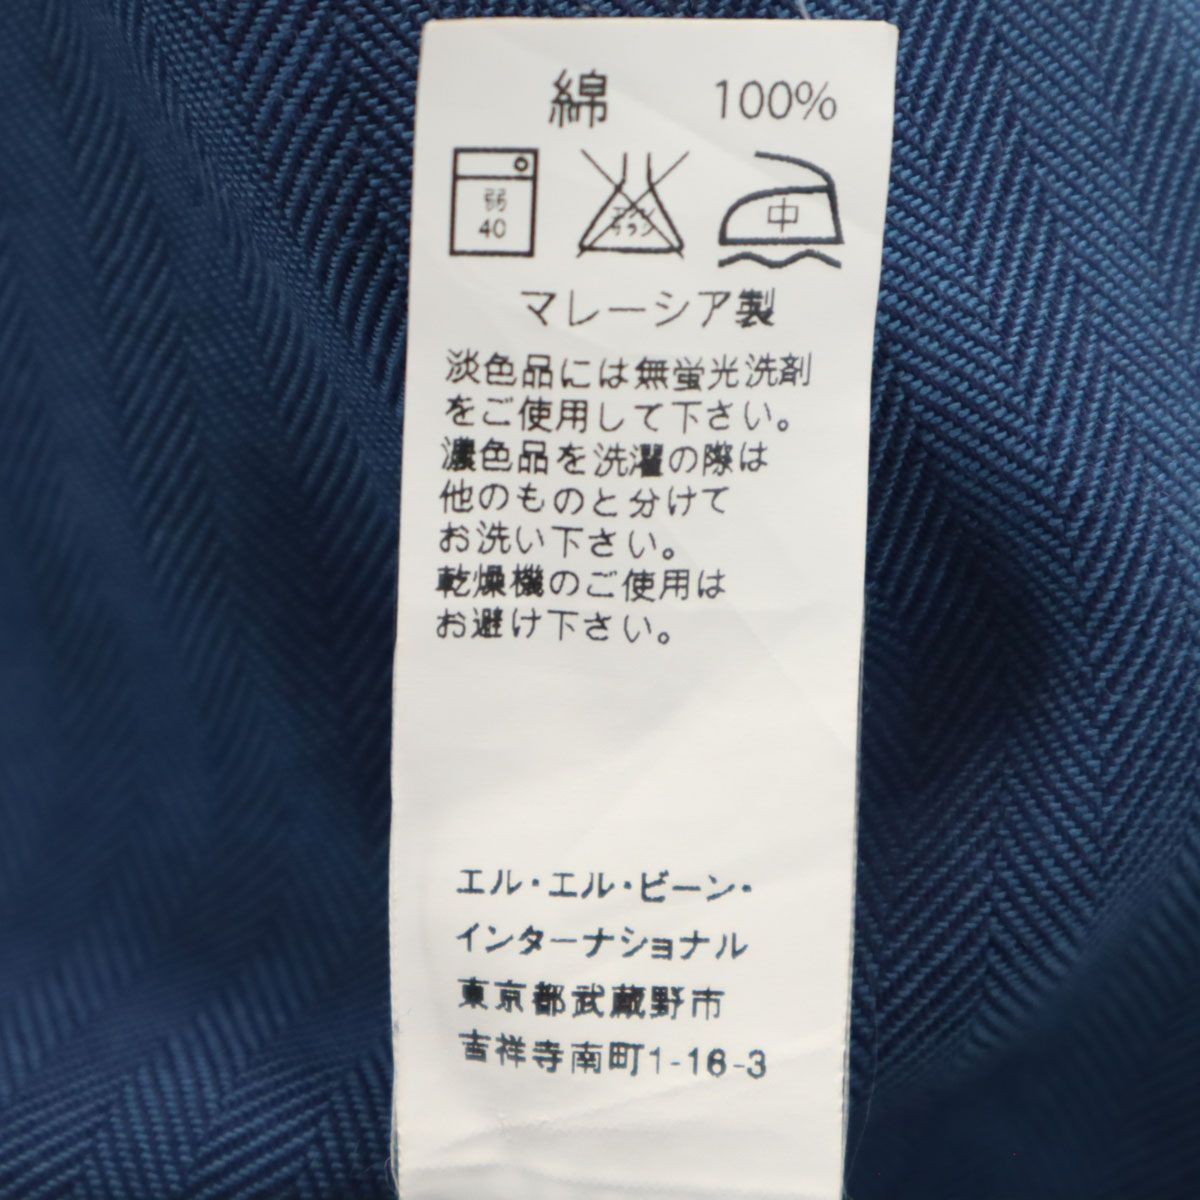 綿 100%
弱
40
エンソ
サラシ
中
マレーシア製
淡色品には無蛍光洗剤
をご使用して下さい。
濃色品を洗濯の際は
他のものと分けて
お洗い下さい。
乾燥機のご使用は
お避け下さい。
エル・エル・ビーン・
インターナショナル
東京都武蔵野市
吉祥寺南町1-16-3